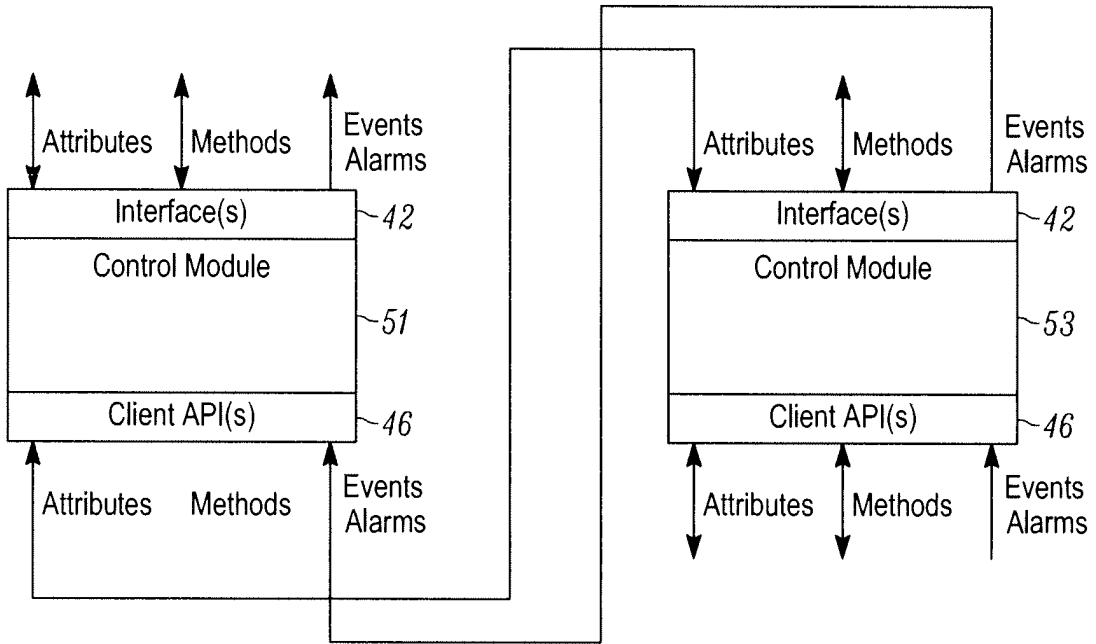 Attributes
Methods
Events
Alarms
Interface(s)
42
Control Module
51
Client API(s)
46
Attributes
Methods
Events
Alarms
Attributes
Methods
Events
Alarms
Interface(s)
42
Control Module
53
Client API(s)
46
Attributes
Methods
Events
Alarms